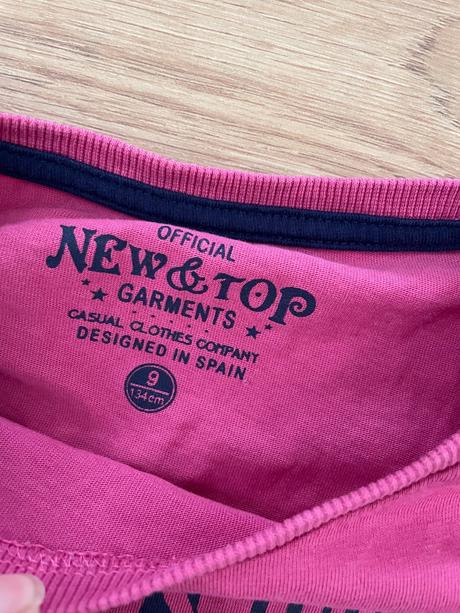 OFFICIAL
NEW & TOP
GARMENTS
CASUAL CLOTHES COMPANY
DESIGNED IN SPAIN
9
134cm